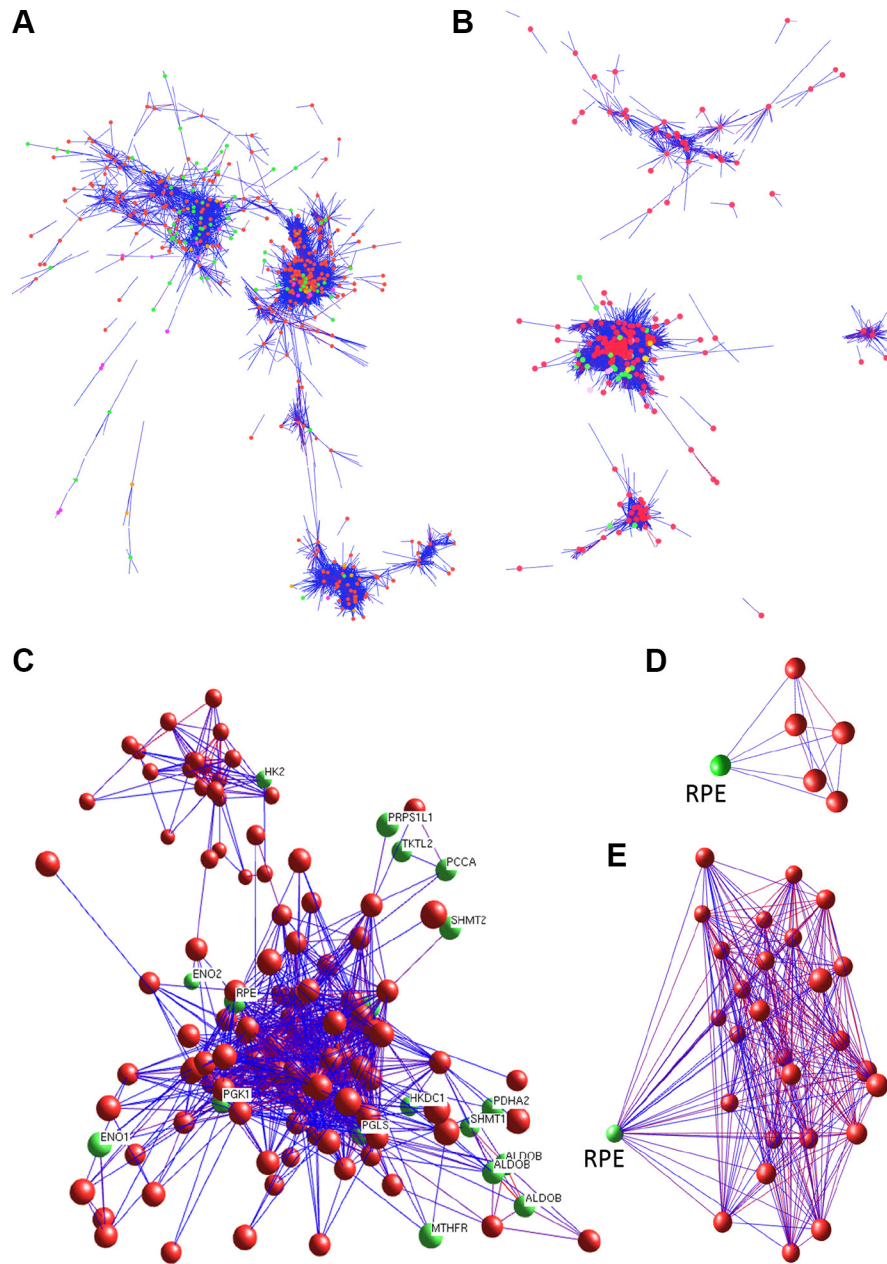 A
B
C
D
HK2
PRPS1L1
TKTL2
PCCA
RPE
SHMT2
E
ENO2
RPE
HKDC1
PDHA2
PGK1
SHMT1
PGLS
ENO1
ALDOB
ALDOB
RPE
ALDOB
MTHFR